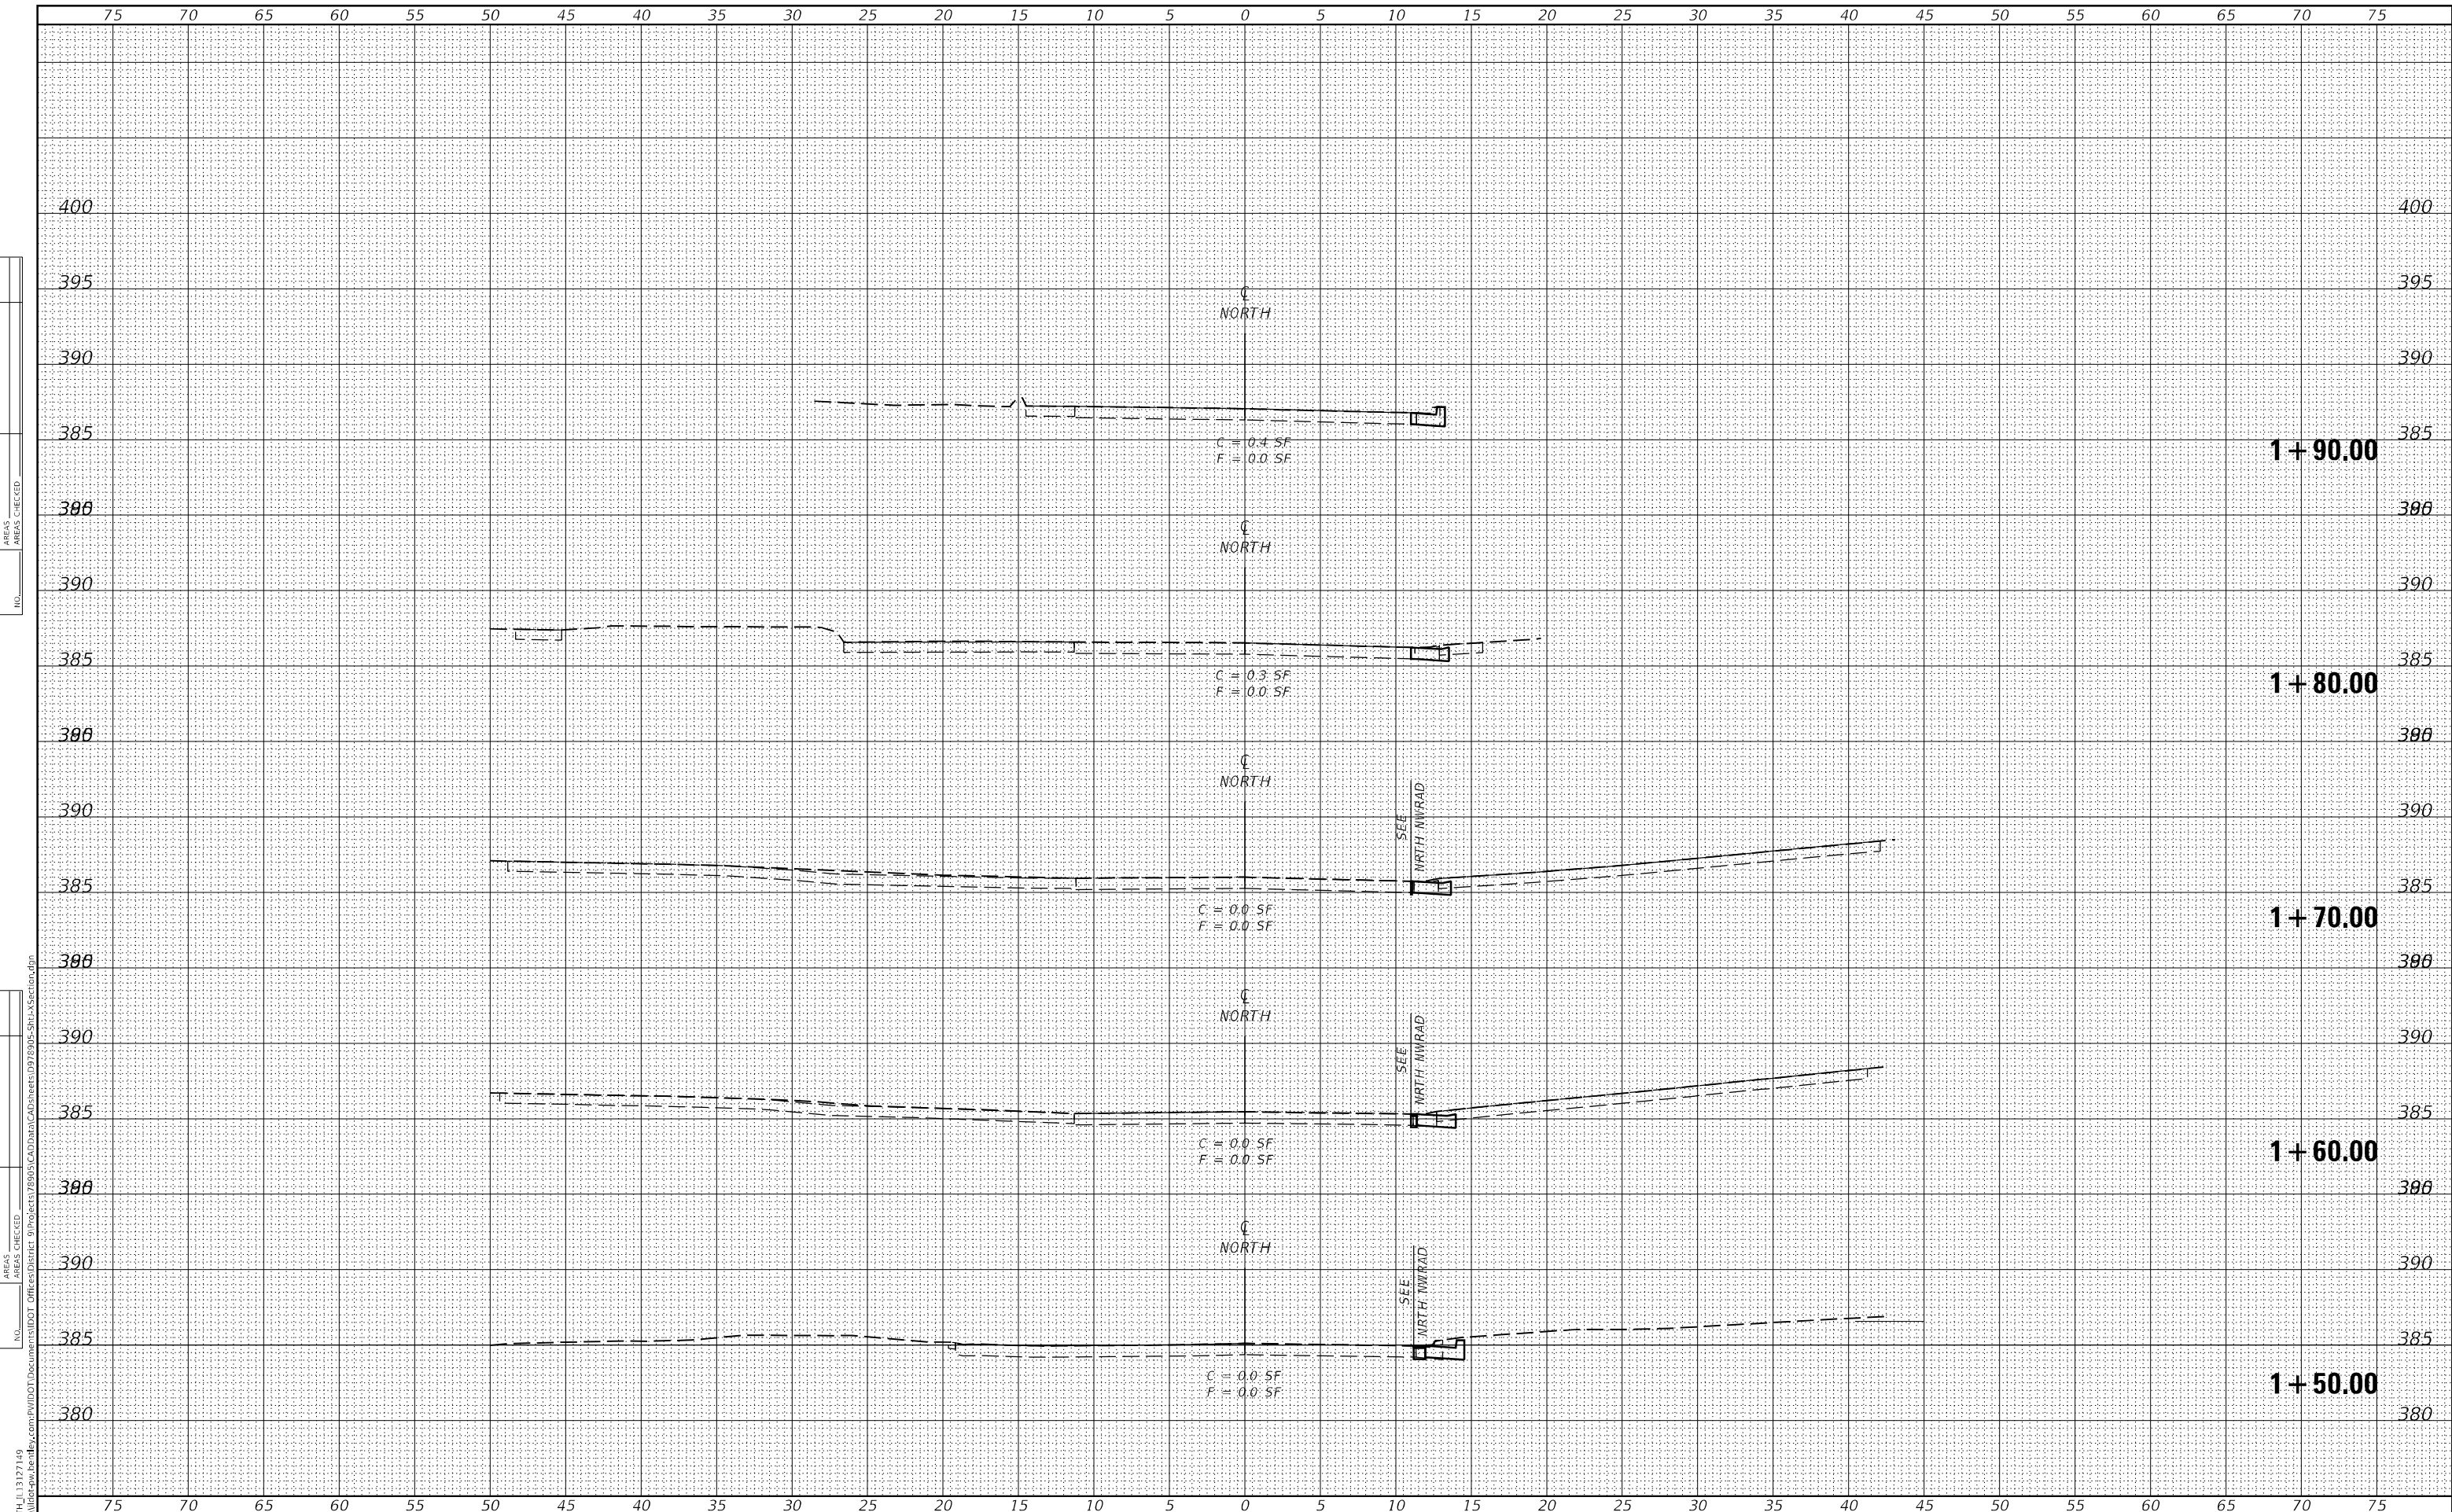 75 70 65 60 55 50 45 40 35 30 25 20 15 10 5 0 5 10 15 20 25 30 35 40 45 50 55 60 65 70 75
400 400
395 395
℄
NORTH
390 390
385 385
C = 0.4 SF
F = 0.0 SF
1+90.00
℄
NORTH
390 390
385 385
C = 0.3 SF
F = 0.0 SF
1+80.00
℄
NORTH
SEE
NRTH NWRAD
390 390
385 385
C = 0.0 SF
F = 0.0 SF
1+70.00
℄
NORTH
SEE
NRTH NWRAD
390 390
385 385
C = 0.0 SF
F = 0.0 SF
1+60.00
℄
NORTH
SEE
NRTH NWRAD
390 390
385 385
C = 0.0 SF
F = 0.0 SF
1+50.00
380 380
75 70 65 60 55 50 45 40 35 30 25 20 15 10 5 0 5 10 15 20 25 30 35 40 45 50 55 60 65 70 75
AREAS
AREAS CHECKED
NO.
AREAS
AREAS CHECKED
NO.